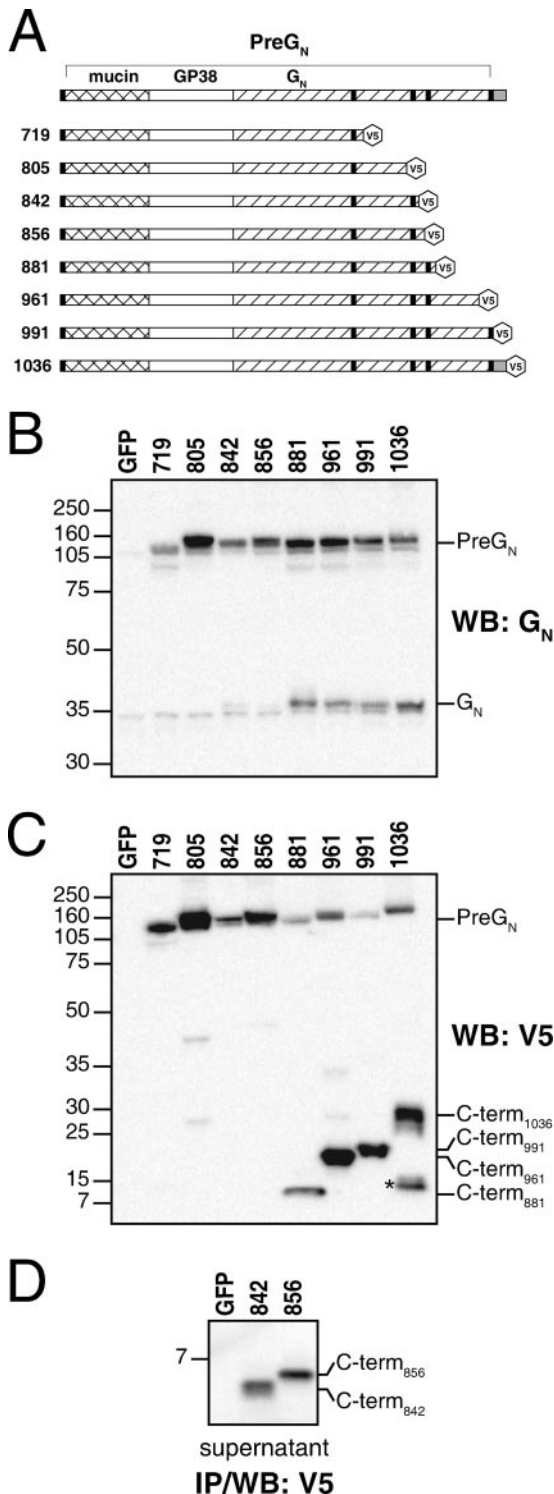 A
PreGN
mucin GP38 GN
719 V5
805 V5
842 V5
856 V5
881 V5
961 V5
991 V5
1036 V5
B
GFP 719 805 842 856 881 961 991 1036
250
160
105
75
50
35
30
PreGN
WB: GN
GN
C
GFP 719 805 842 856 881 961 991 1036
250
160
105
75
50
35
30
25
15
7
PreGN
WB: V5
C-term1036
C-term991
C-term961
* C-term881
D
GFP 842 856
7
C-term856
C-term842
supernatant
IP/WB: V5